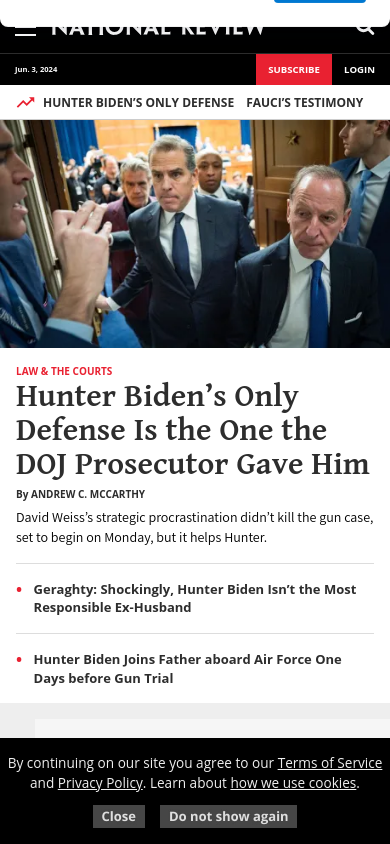 NATIONAL REVIEW
Jun. 3, 2024
SUBSCRIBE
LOGIN
HUNTER BIDEN'S ONLY DEFENSE FAUCI'S TESTIMONY
LAW & THE COURTS
Hunter Biden's Only
Defense Is the One the
DOJ Prosecutor Gave Him
By ANDREW C. MCCARTHY
David Weiss's strategic procrastination didn't kill the gun case,
set to begin on Monday, but it helps Hunter.
• Geraghty: Shockingly, Hunter Biden Isn't the Most
Responsible Ex-Husband
• Hunter Biden Joins Father aboard Air Force One
Days before Gun Trial
By continuing on our site you agree to our Terms of Service
and Privacy Policy. Learn about how we use cookies.
Close
Do not show again